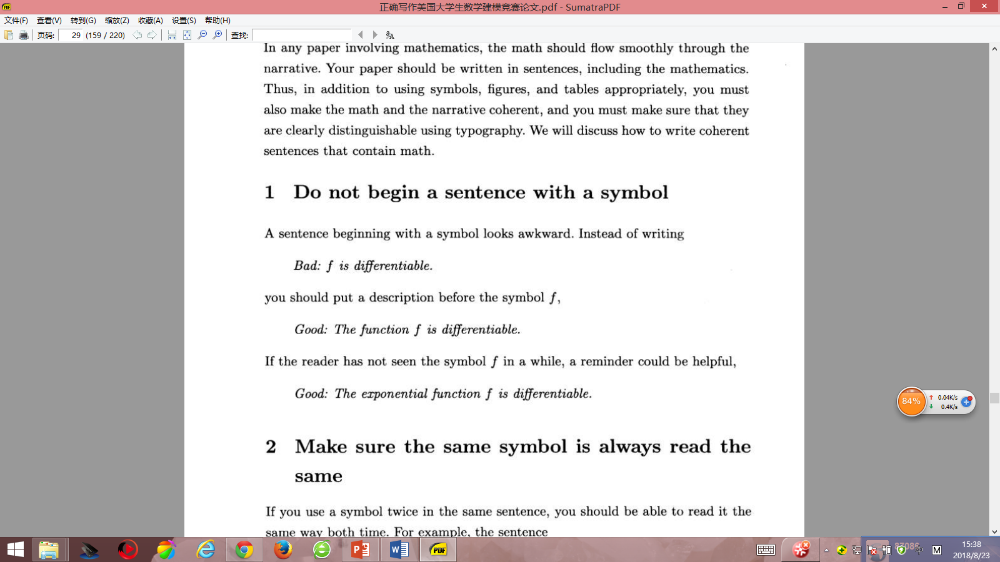 正确写作美国大学生数学建模竞赛论文.pdf - SumatraPDF
文件(F) 查看(V) 转到(G) 缩放(Z) 收藏(A) 设置(S) 帮助(H)
页码: 29 (159 / 220) 查找:
In any paper involving mathematics, the math should flow smoothly through the
narrative. Your paper should be written in sentences, including the mathematics.
Thus, in addition to using symbols, figures, and tables appropriately, you must
also make the math and the narrative coherent, and you must make sure that they
are clearly distinguishable using typography. We will discuss how to write coherent
sentences that contain math.
1 Do not begin a sentence with a symbol
A sentence beginning with a symbol looks awkward. Instead of writing
Bad: f is differentiable.
you should put a description before the symbol f,
Good: The function f is differentiable.
If the reader has not seen the symbol f in a while, a reminder could be helpful,
Good: The exponential function f is differentiable.
2 Make sure the same symbol is always read the
same
If you use a symbol twice in the same sentence, you should be able to read it the
same way both time. For example, the sentence
84%
0.04K/s
0.4K/s
PDF
中 M
15:38
2018/8/23